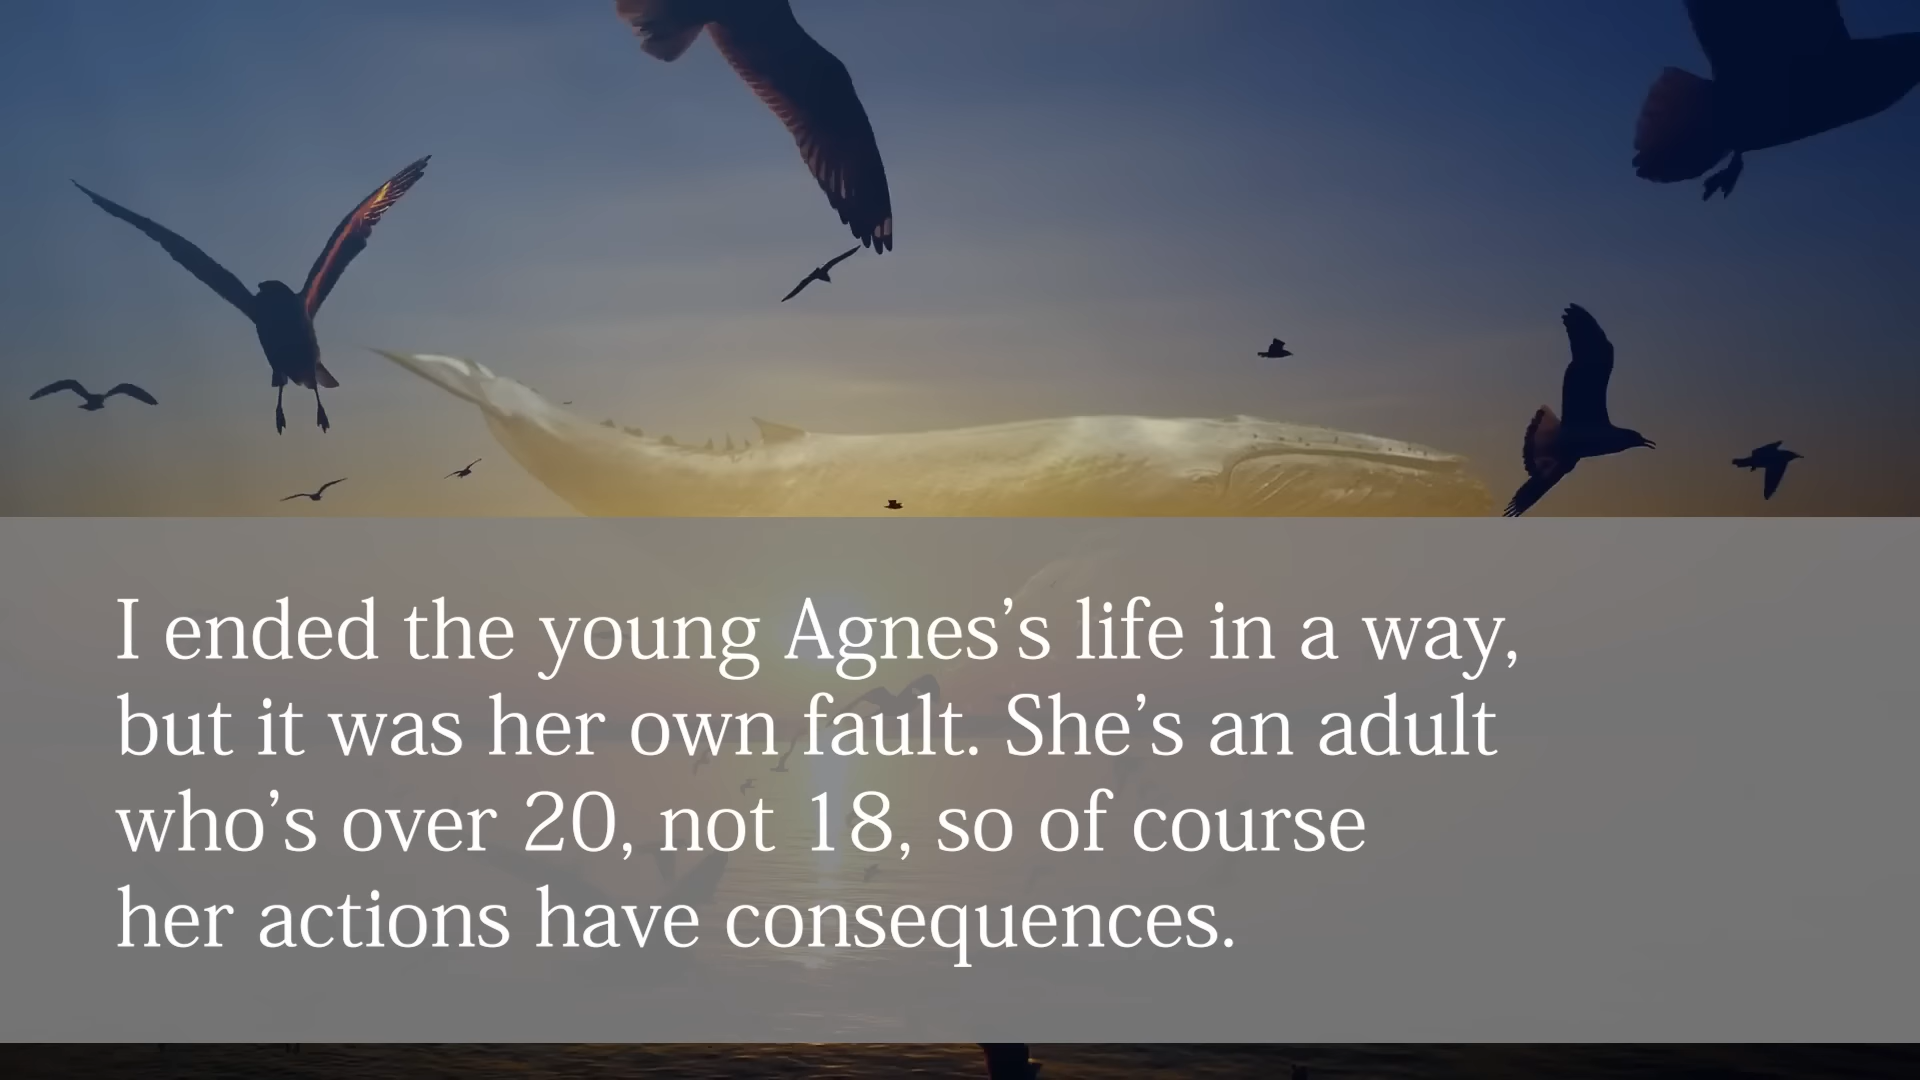 I ended the young Agnes’s life in a way,
but it was her own fault. She’s an adult
who’s over 20, not 18, so of course
her actions have consequences.